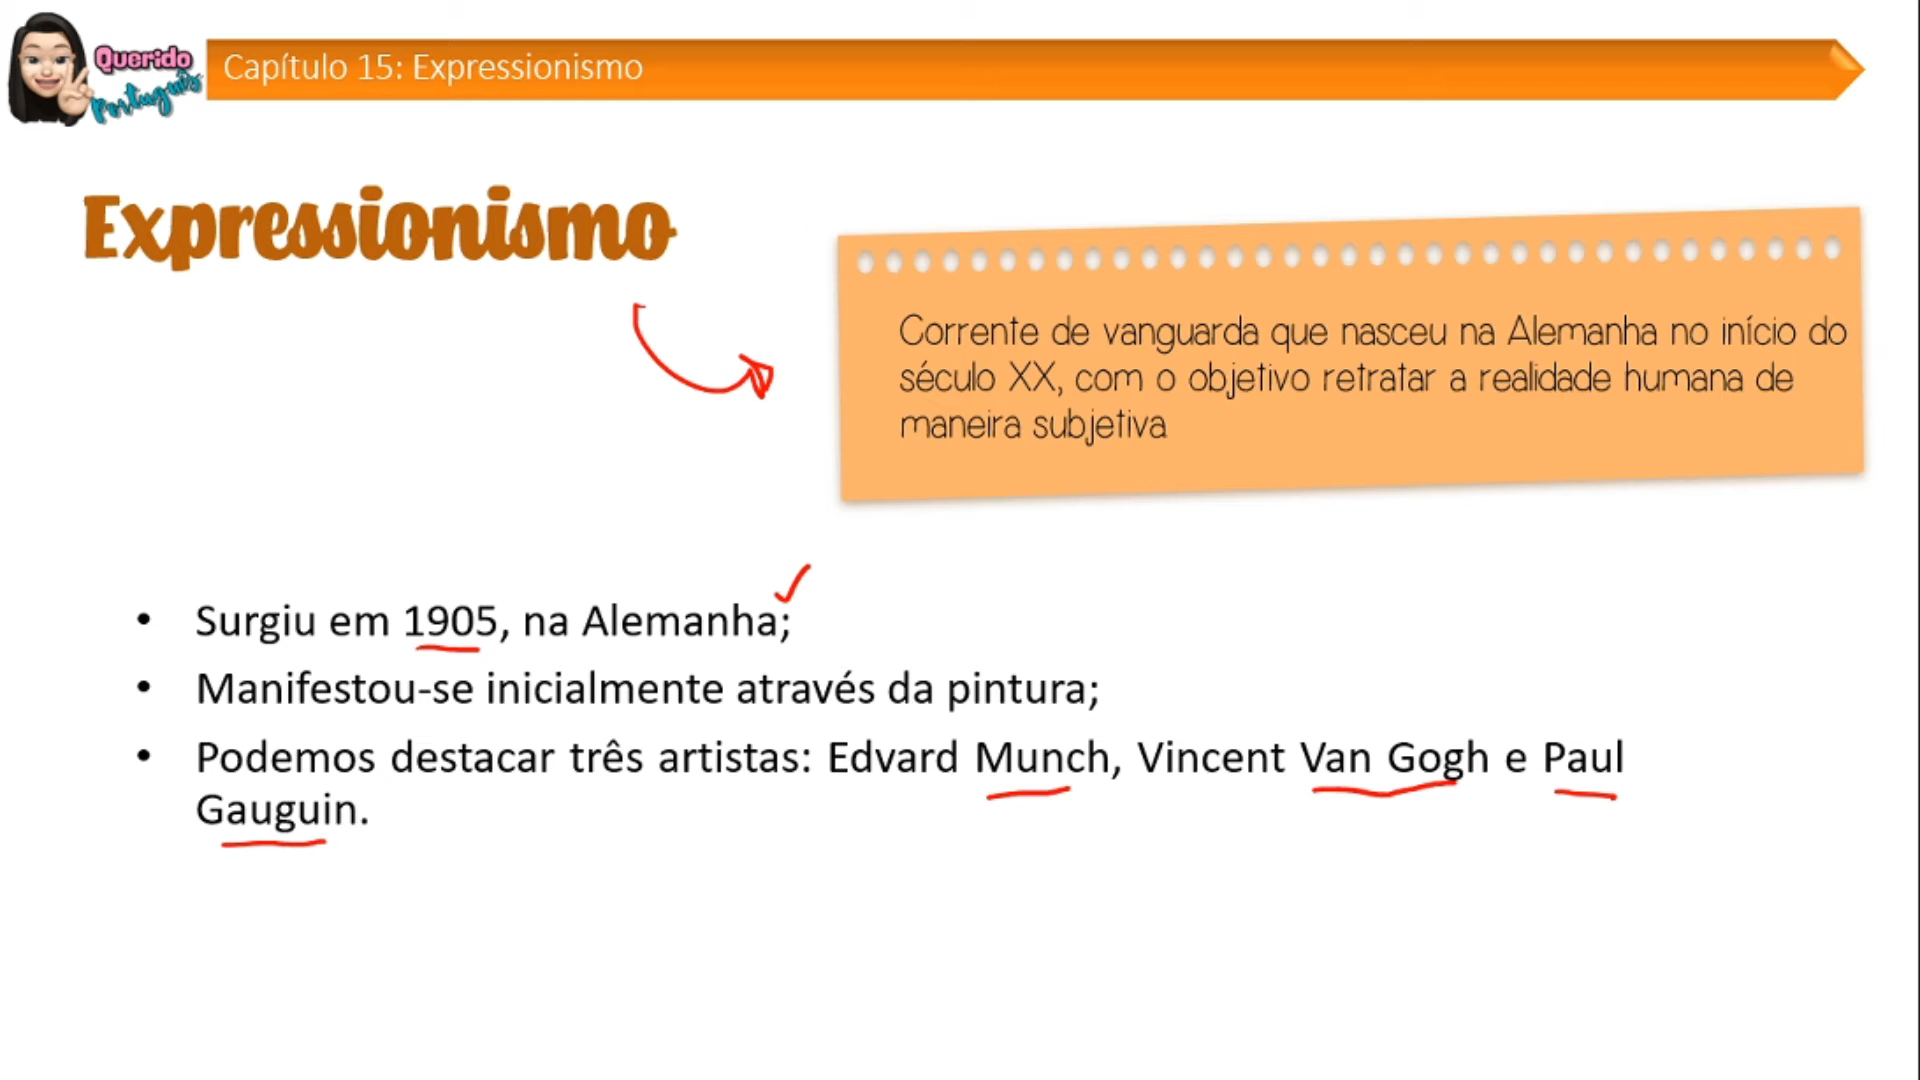 Querido
Português
Capítulo 15: Expressionismo
Expressionismo
Corrente de vanguarda que nasceu na Alemanha no início do
século XX, com o objetivo retratar a realidade humana de
maneira subjetiva
• Surgiu em 1905, na Alemanha;
• Manifestou-se inicialmente através da pintura;
• Podemos destacar três artistas: Edvard Munch, Vincent Van Gogh e Paul
Gauguin.